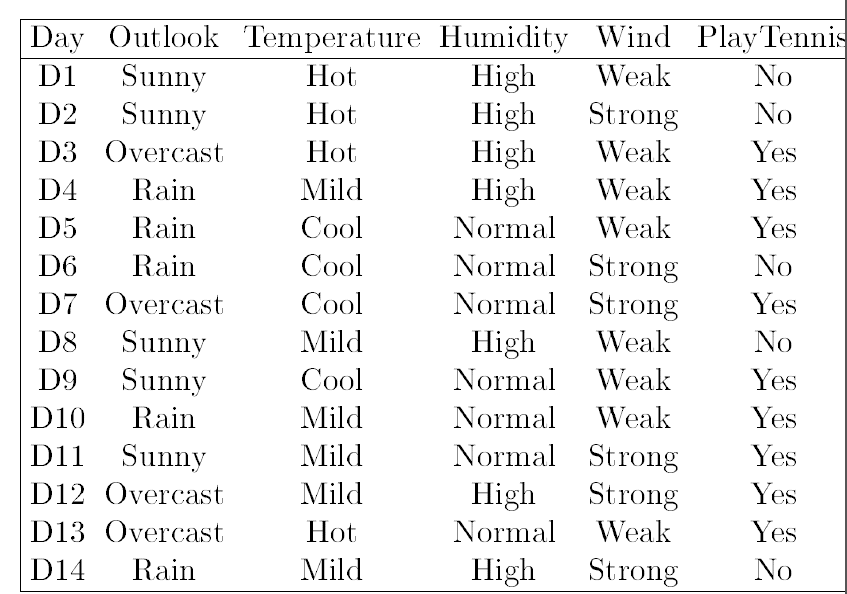 Day Outlook Temperature Humidity Wind PlayTennis
D1 Sunny Hot High Weak No
D2 Sunny Hot High Strong No
D3 Overcast Hot High Weak Yes
D4 Rain Mild High Weak Yes
D5 Rain Cool Normal Weak Yes
D6 Rain Cool Normal Strong No
D7 Overcast Cool Normal Strong Yes
D8 Sunny Mild High Weak No
D9 Sunny Cool Normal Weak Yes
D10 Rain Mild Normal Weak Yes
D11 Sunny Mild Normal Strong Yes
D12 Overcast Mild High Strong Yes
D13 Overcast Hot Normal Weak Yes
D14 Rain Mild High Strong No